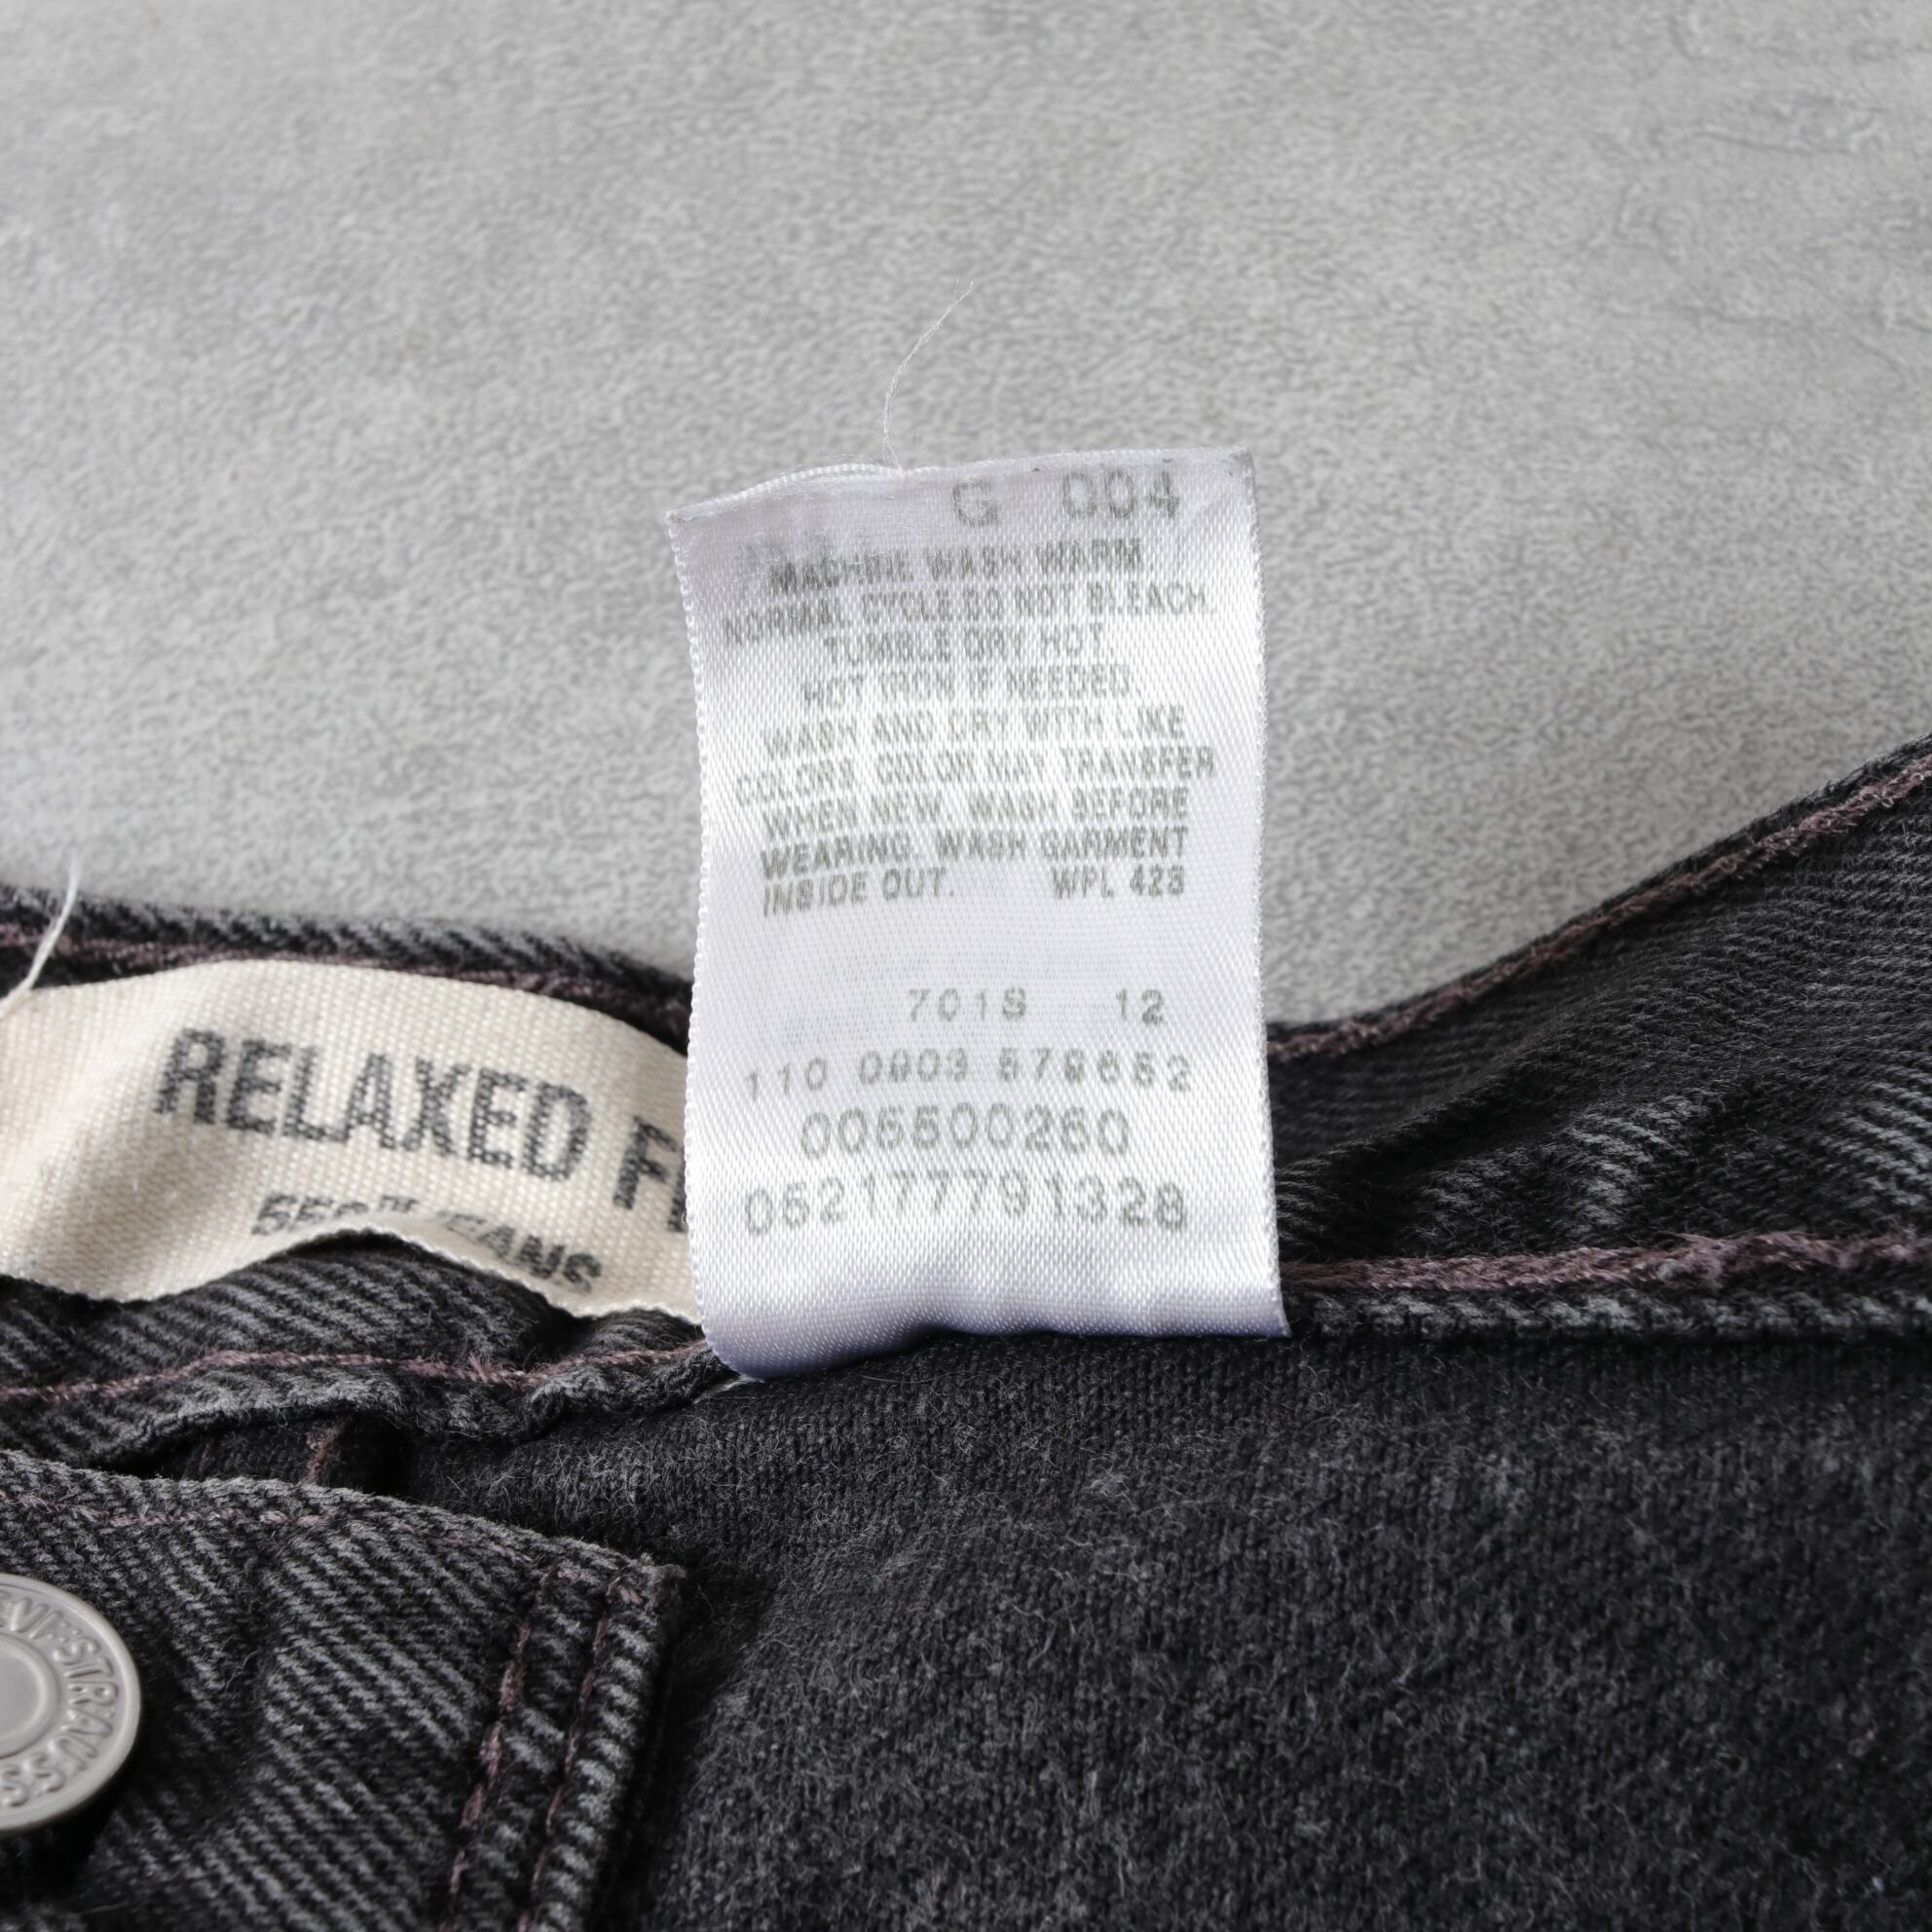 G 004
MACHINE WASH WARM
NORMAL CYCLE DO NOT BLEACH
TUMBLE DRY HOT.
HOT IRON IF NEEDED.
WASH AND DRY WITH LIKE
COLORS. COLOR MAY TRANSFER
WHEN NEW. WASH BEFORE
WEARING. WASH GARMENT
INSIDE OUT. WPL 423
701S 12
110 0903
005500260
052177791328
RELAXED
JEANS
STRAUSS